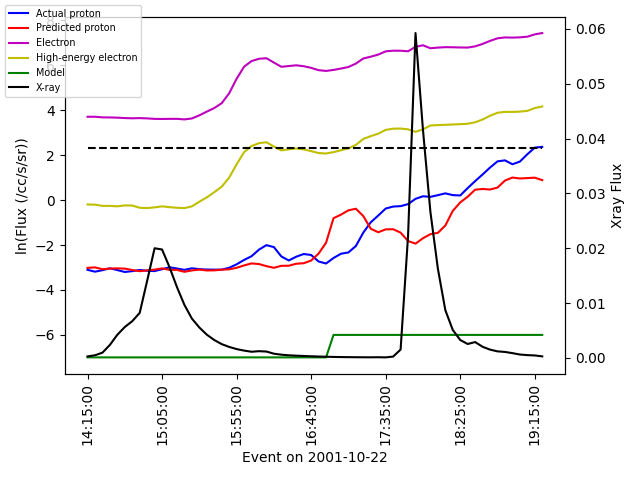 Actual proton
Predicted proton
Electron
High-energy electron
Model
X-ray
4
2
0
−2
−4
−6
ln(Flux (/cc/s/sr))
0.06
0.05
0.04
0.03
0.02
0.01
0.00
Xray Flux
14:15:00
15:05:00
15:55:00
16:45:00
17:35:00
18:25:00
19:15:00
Event on 2001-10-22